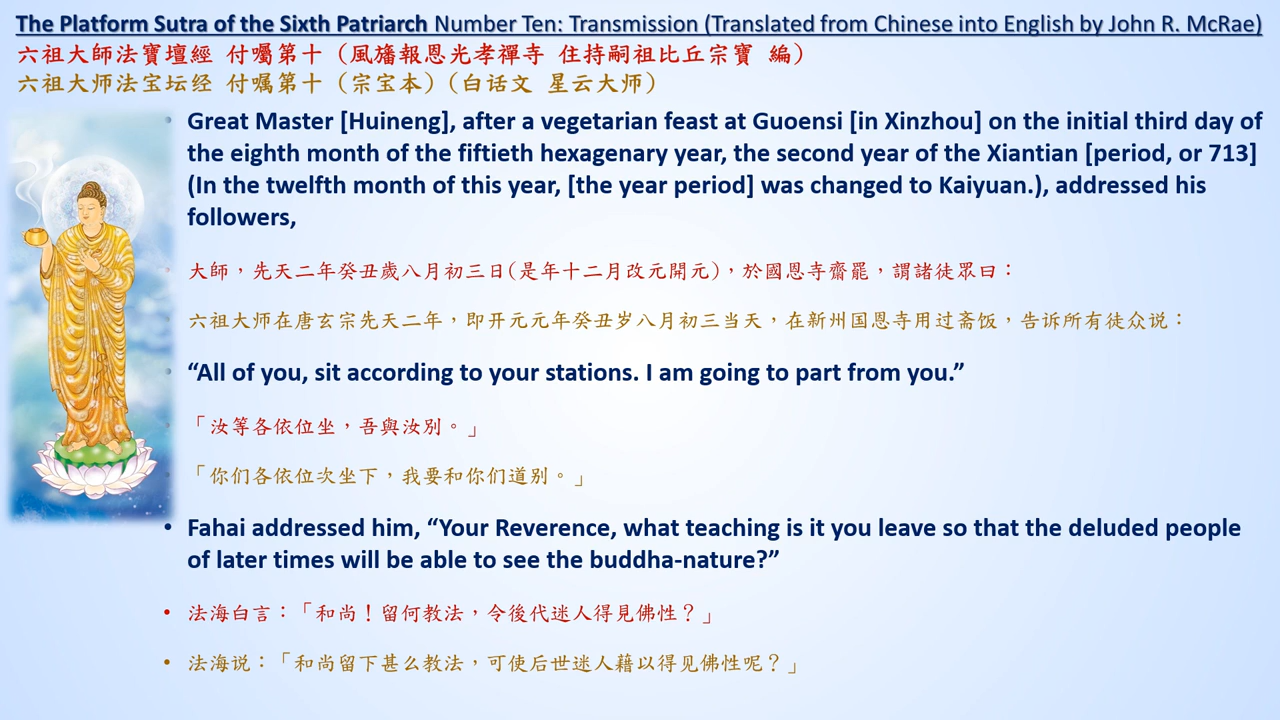 The Platform Sutra of the Sixth Patriarch Number Ten: Transmission (Translated from Chinese into English by John R. McRae)
六祖大師法寶壇經 付囑第十 (風旛報恩光孝禪寺 住持嗣祖比丘宗寶 編)
六祖大师法宝坛经 付嘱第十 (宗宝本) (白话文 星云大师)
• Great Master [Huineng], after a vegetarian feast at Guoensi [in Xinzhou] on the initial third day of
the eighth month of the fiftieth hexagenary year, the second year of the Xiantian [period, or 713]
(In the twelfth month of this year, [the year period] was changed to Kaiyuan.), addressed his
followers,
• 大師，先天二年癸丑歲八月初三日(是年十二月改元開元)，於國恩寺齋罷，謂諸徒眾曰：
六祖大师在唐玄宗先天二年，即开元元年癸丑岁八月初三当天，在新州国恩寺用过斋饭，告诉所有徒众说：
• “All of you, sit according to your stations. I am going to part from you.”
• 「汝等各依位坐，吾與汝別。」
• 「你们各依位次坐下，我要和你们道别。」
• Fahai addressed him, “Your Reverence, what teaching is it you leave so that the deluded people
of later times will be able to see the buddha-nature?”
• 法海白言：「和尚！留何教法，令後代迷人得見佛性？」
• 法海说：「和尚留下甚么教法，可使后世迷人藉以得见佛性呢？」